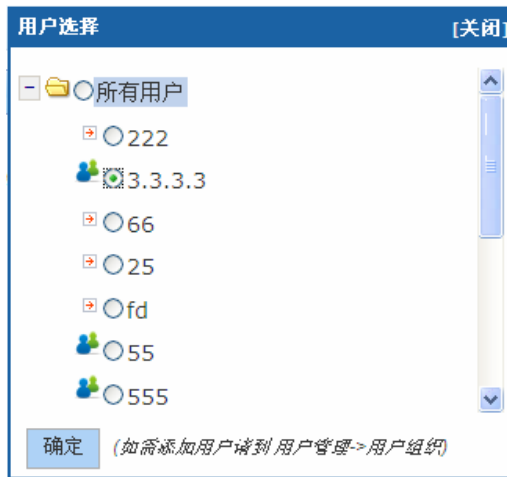 用户选择 [关闭]
所有用户
222
3.3.3.3
66
25
fd
55
555
确定 (如需添加用户请到 用户管理->用户组织)